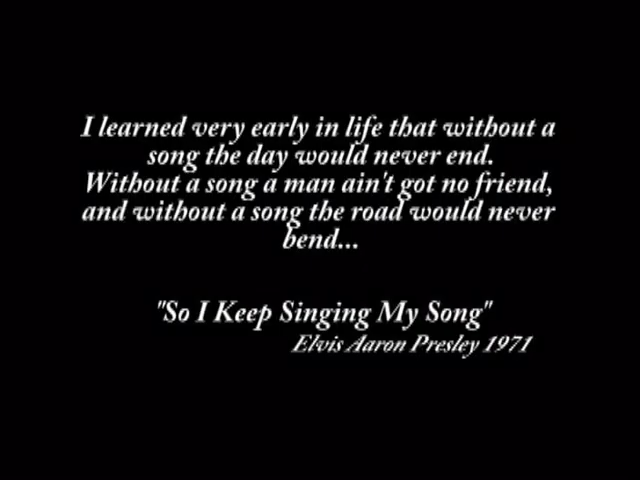 I learned very early in life that without a
song the day would never end.
Without a song a man ain't got no friend,
and without a song the road would never
bend...
"So I Keep Singing My Song"
Elvis Aaron Presley 1971